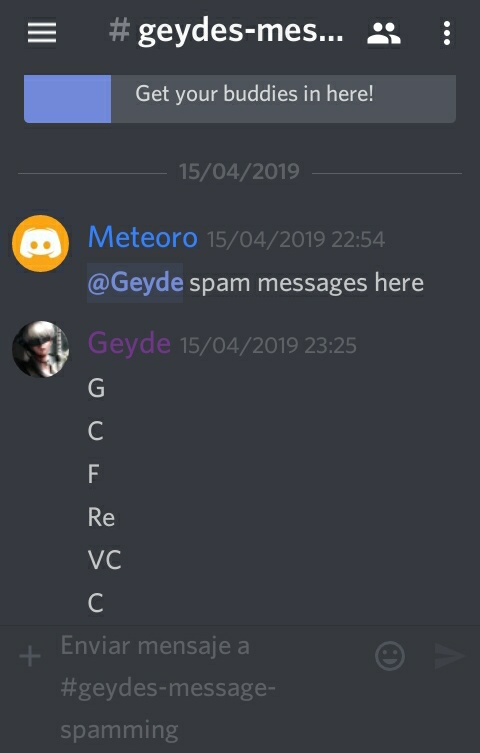 # geydes-mes...
Get your buddies in here!
15/04/2019
Meteoro 15/04/2019 22:54
@Geyde spam messages here
Geyde 15/04/2019 23:25
G
C
F
Re
VC
C
Enviar mensaje a
#geydes-message-
spamming